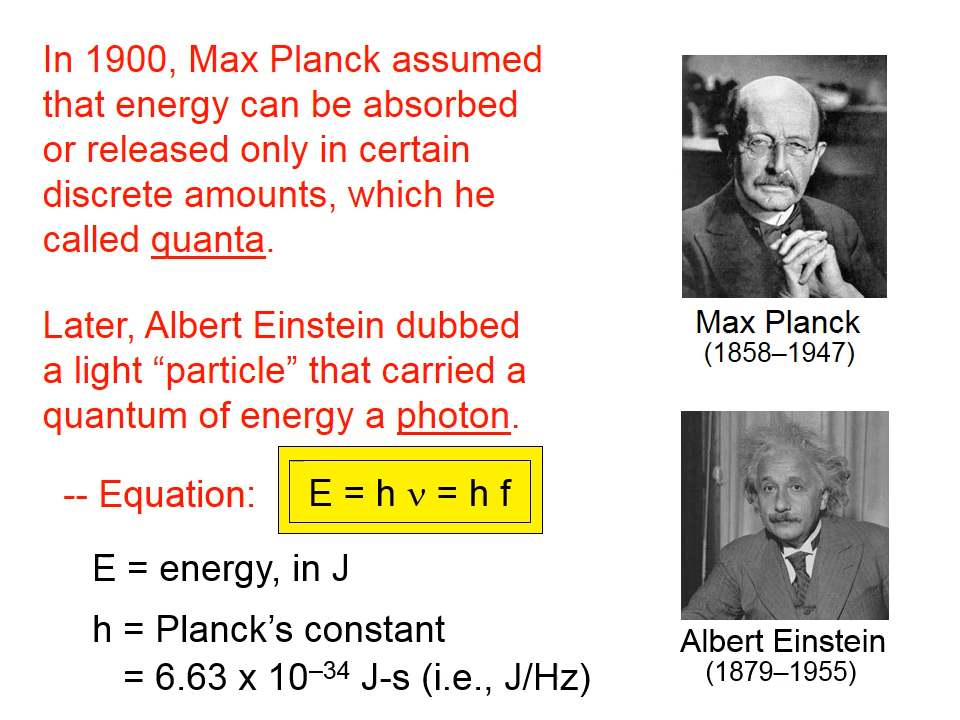 In 1900, Max Planck assumed
that energy can be absorbed
or released only in certain
discrete amounts, which he
called quanta.
Later, Albert Einstein dubbed
a light “particle” that carried a
quantum of energy a photon.
-- Equation:
E = h ν = h f
E = energy, in J
h = Planck’s constant
= 6.63 x 10⁻³⁴ J-s (i.e., J/Hz)
Max Planck
(1858–1947)
Albert Einstein
(1879–1955)